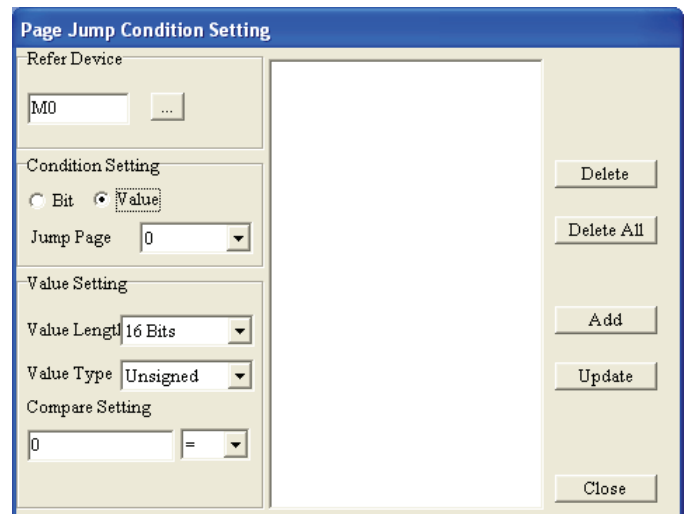 Page Jump Condition Setting
Refer Device
M0 ...
Condition Setting
Bit Value
Jump Page 0
Value Setting
Value Lengtl 16 Bits
Value Type Unsigned
Compare Setting
0 =
Delete
Delete All
Add
Update
Close